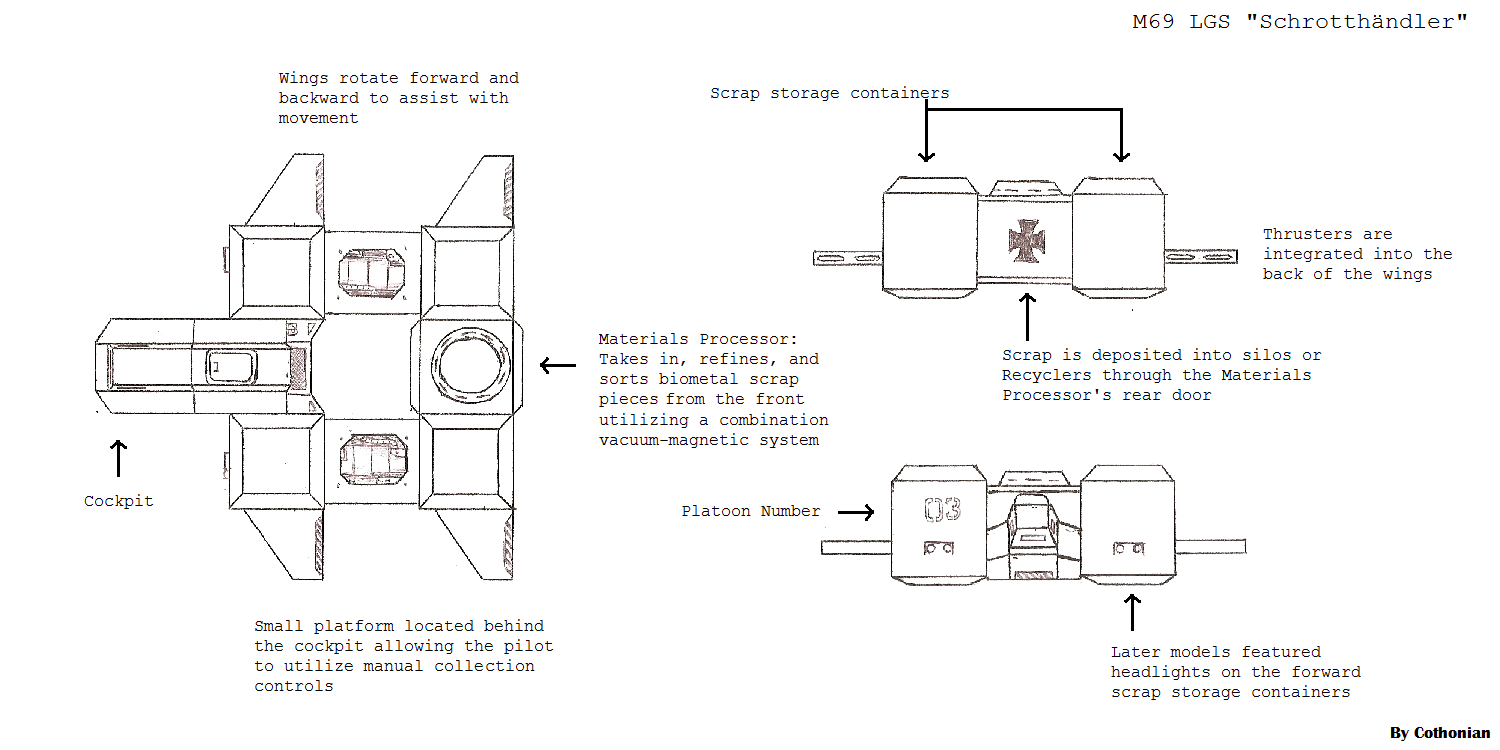 M69 LGS "Schrotthändler"
Wings rotate forward and
backward to assist with
movement
Scrap storage containers
Thrusters are
integrated into the
back of the wings
Materials Processor:
Takes in, refines, and
sorts biometal scrap
pieces from the front
utilizing a combination
vacuum-magnetic system
Scrap is deposited into silos or
Recyclers through the Materials
Processor's rear door
Cockpit
Platoon Number
03
Small platform located behind
the cockpit allowing the pilot
to utilize manual collection
controls
Later models featured
headlights on the forward
scrap storage containers
By Cothonian